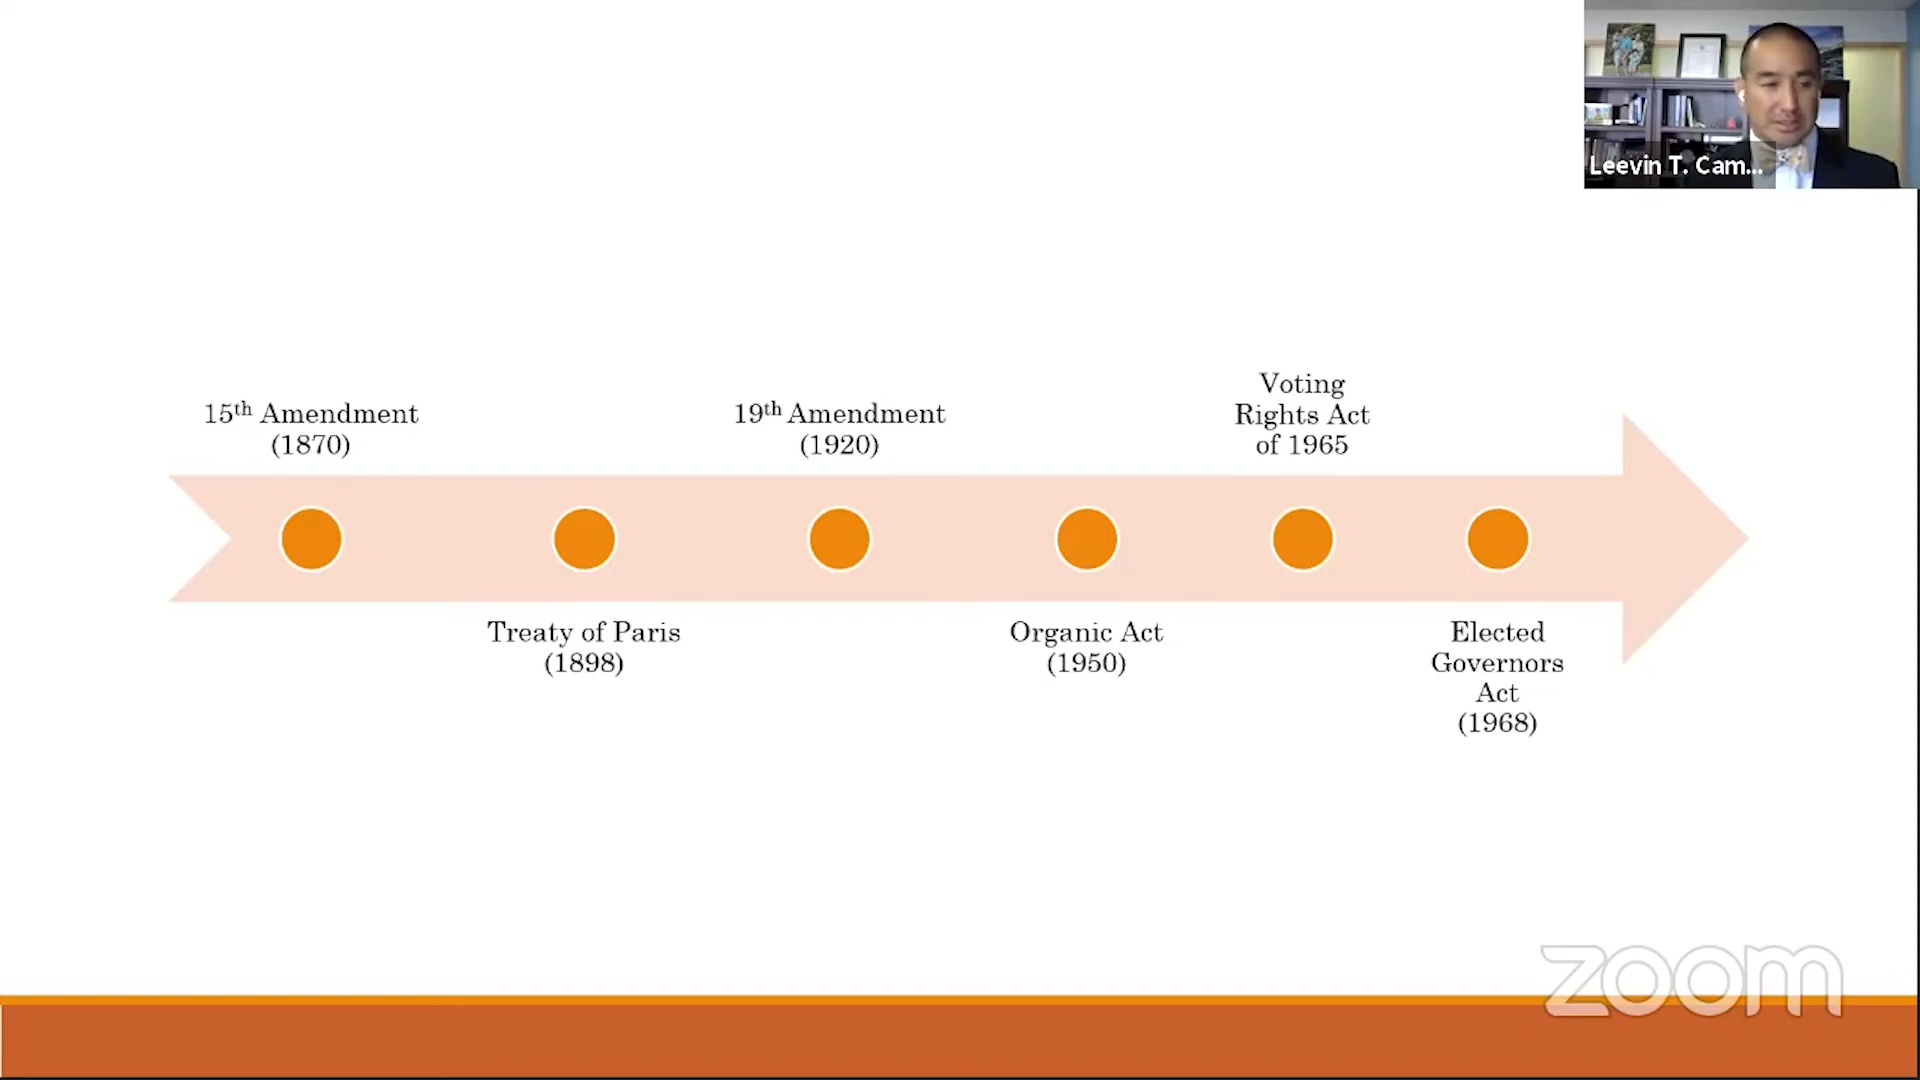 Leevin T. Cam...
15th Amendment
(1870)
Treaty of Paris
(1898)
19th Amendment
(1920)
Organic Act
(1950)
Voting
Rights Act
of 1965
Elected
Governors
Act
(1968)
zoom